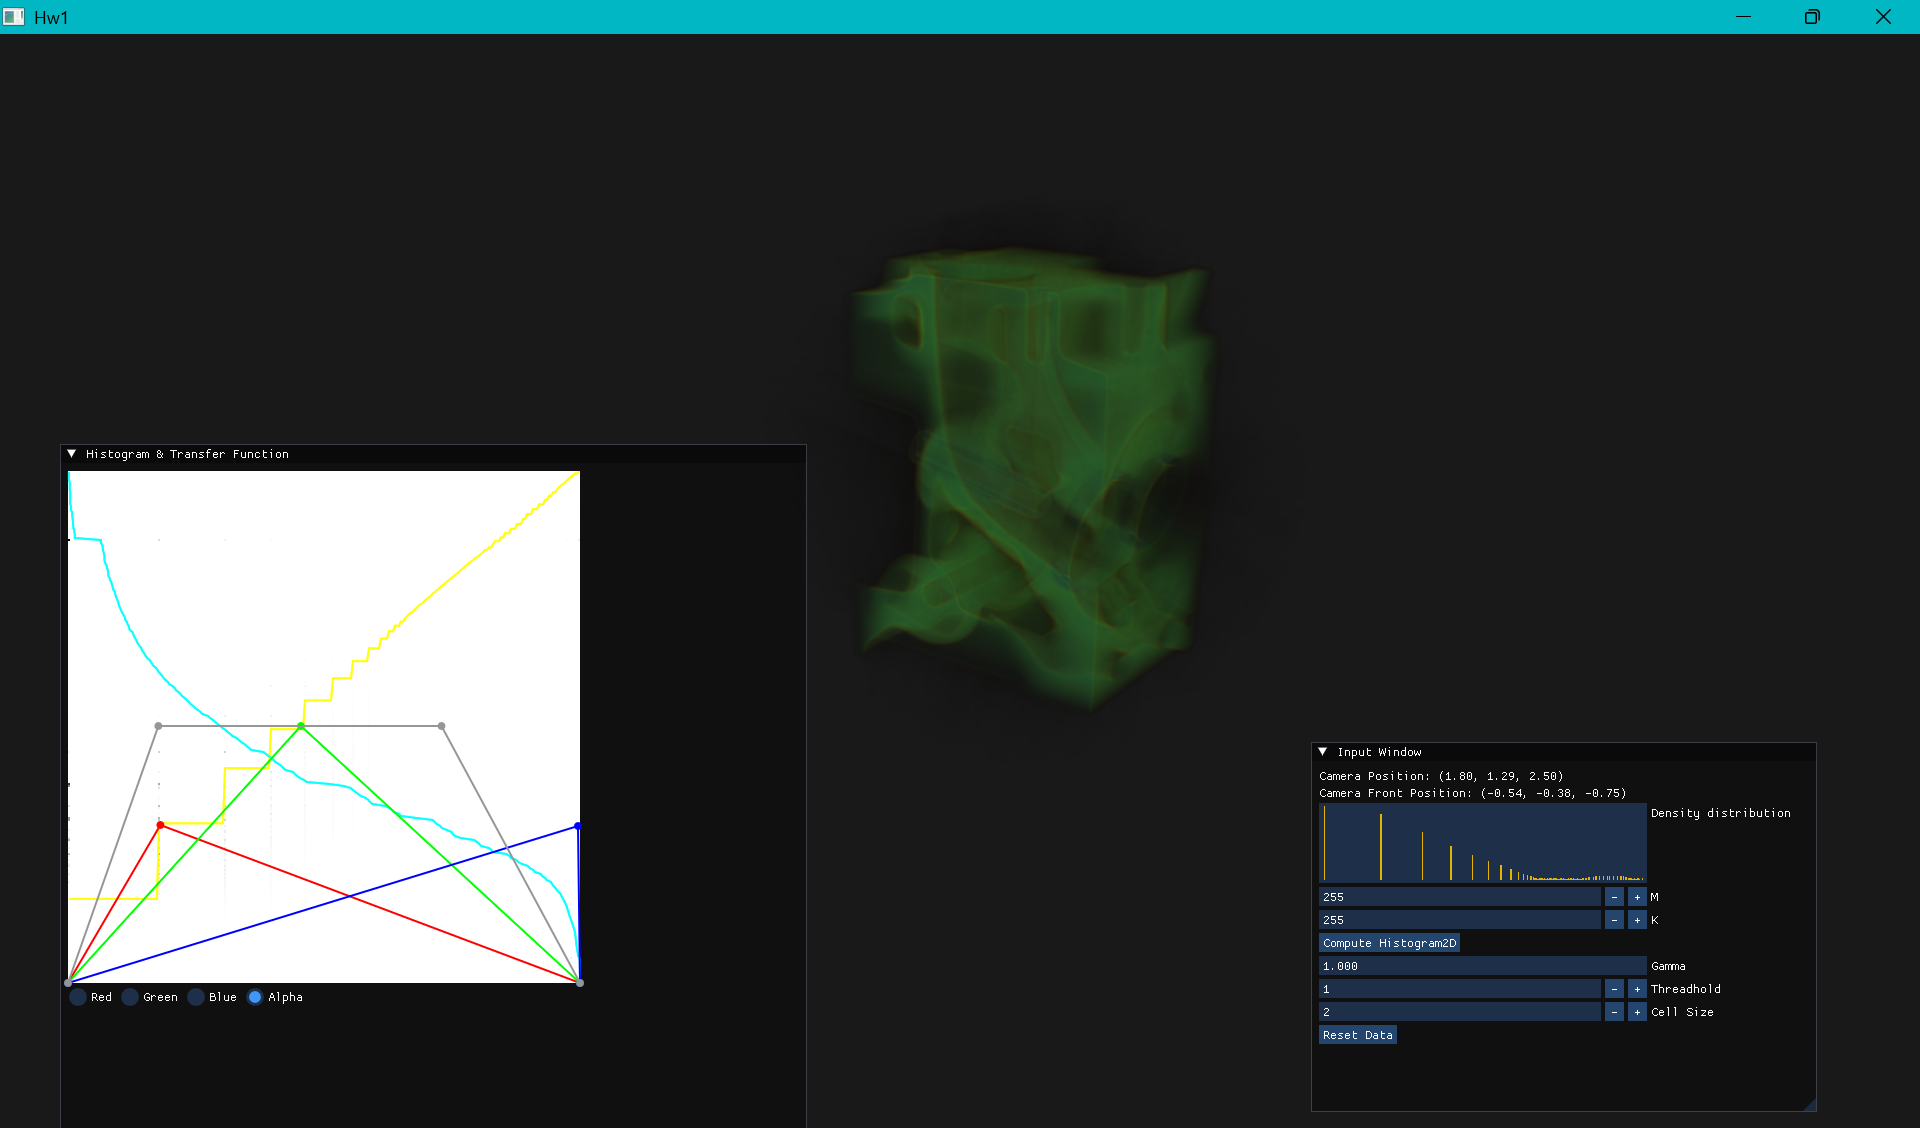 Hw1
Histogram & Transfer Function
Red Green Blue Alpha
Input Window
Camera Position: (1.80, 1.29, 2.50)
Camera Front Position: (-0.54, -0.38, -0.75)
Density distribution
255 - + M
255 - + K
Compute Histogram2D
1.000 Gamma
1 - + Threadhold
2 - + Cell Size
Reset Data